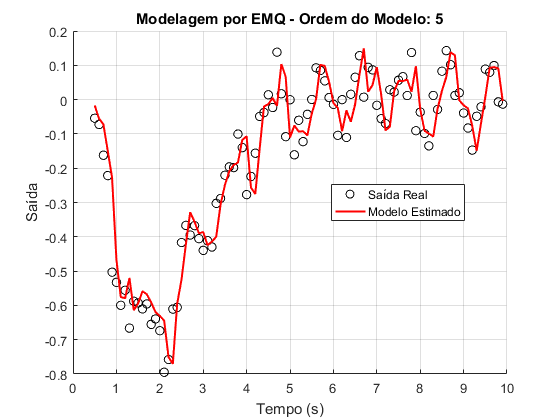 Modelagem por EMQ - Ordem do Modelo: 5
0.2
0.1
0
-0.1
-0.2
-0.3
-0.4
-0.5
-0.6
-0.7
-0.8
Saída
Saída Real
Modelo Estimado
0 1 2 3 4 5 6 7 8 9 10
Tempo (s)